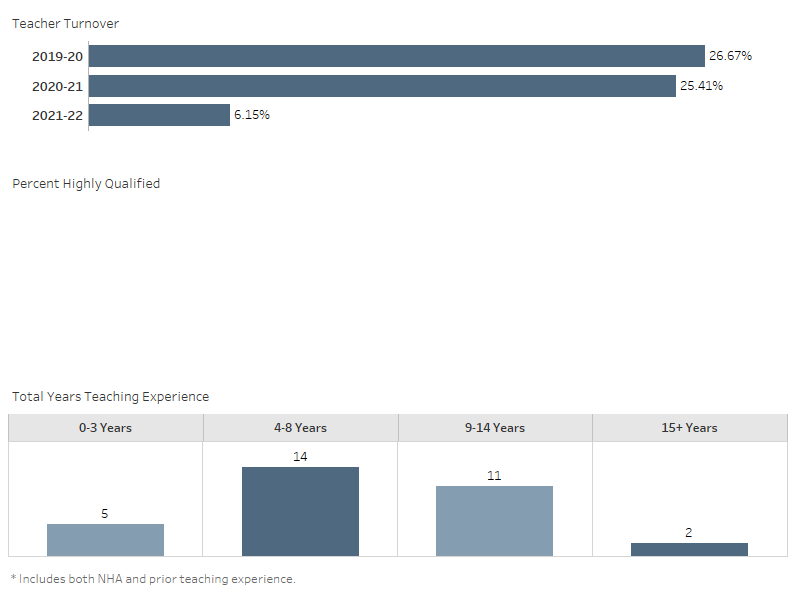 Teacher Turnover
2019-20 26.67%
2020-21 25.41%
2021-22 6.15%
Percent Highly Qualified
Total Years Teaching Experience
0-3 Years 4-8 Years 9-14 Years 15+ Years
5 14 11 2
* Includes both NHA and prior teaching experience.